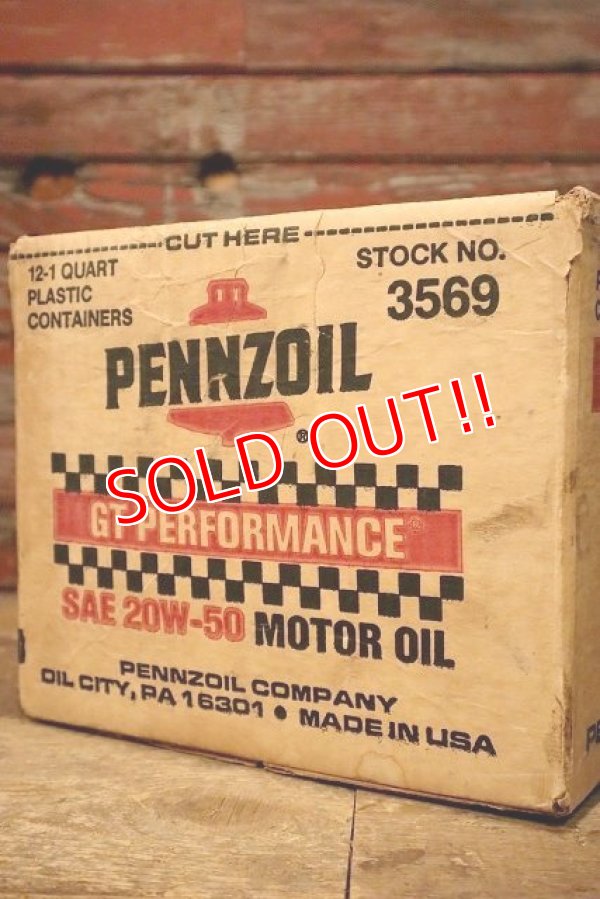 CUT HERE
12-1 QUART
PLASTIC
CONTAINERS
STOCK NO.
3569
PENNZOIL
®
SOLD OUT!!
GT PERFORMANCE®
SAE 20W-50 MOTOR OIL
PENNZOIL COMPANY
OIL CITY, PA 16301 • MADE IN USA